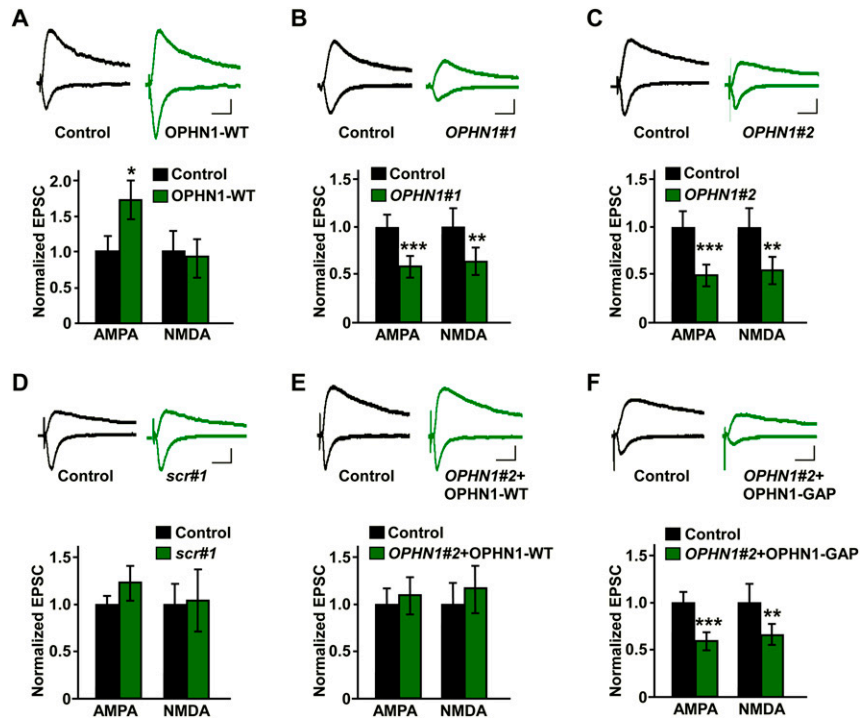 A
Control
OPHN1-WT
Control
OPHN1-WT
Normalized EPSC
2.0
1.5
1.0
0.5
0
*
AMPA
NMDA
B
Control
OPHN1#1
Control
OPHN1#1
Normalized EPSC
1.5
1.0
0.5
0
***
**
AMPA
NMDA
C
Control
OPHN1#2
Control
OPHN1#2
Normalized EPSC
1.5
1.0
0.5
0
***
**
AMPA
NMDA
D
Control
scr#1
Control
scr#1
Normalized EPSC
1.5
1.0
0.5
0
AMPA
NMDA
E
Control
OPHN1#2+
OPHN1-WT
Control
OPHN1#2+OPHN1-WT
Normalized EPSC
1.5
1.0
0.5
0
AMPA
NMDA
F
Control
OPHN1#2+
OPHN1-GAP
Control
OPHN1#2+OPHN1-GAP
Normalized EPSC
1.5
1.0
0.5
0
***
**
AMPA
NMDA